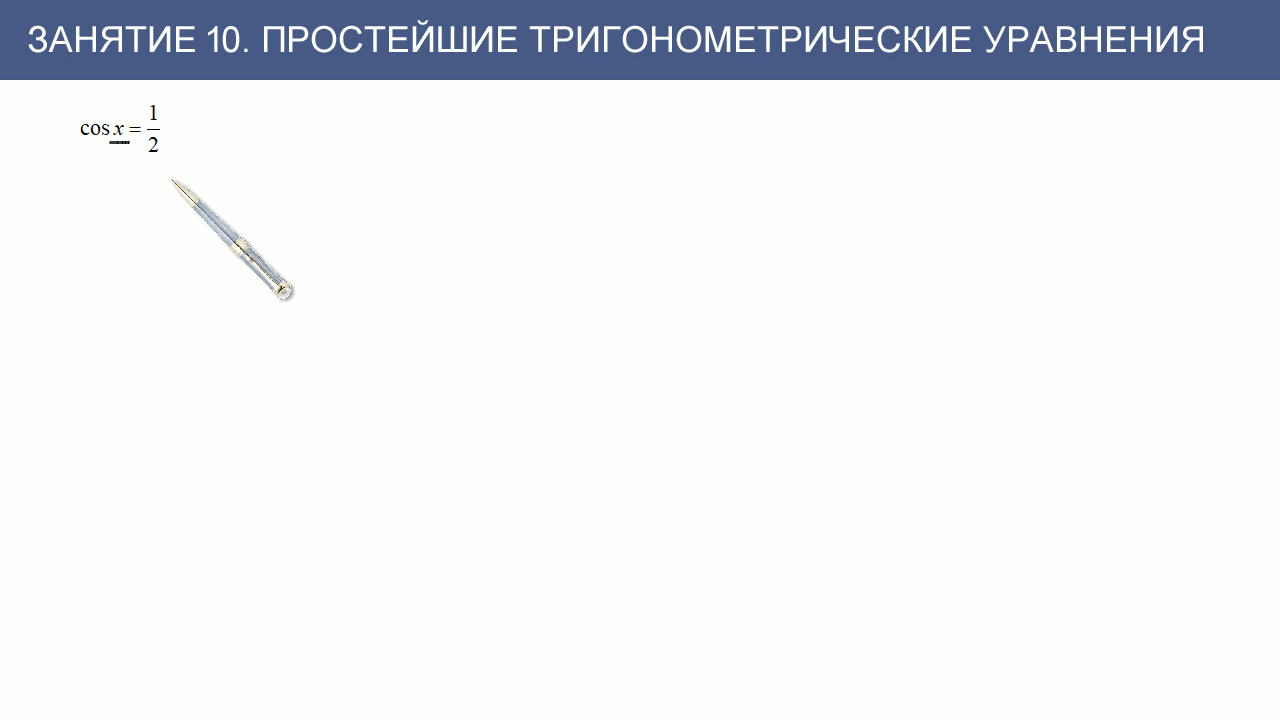 ЗАНЯТИЕ 10. ПРОСТЕЙШИЕ ТРИГОНОМЕТРИЧЕСКИЕ УРАВНЕНИЯ
cos x = 1/2